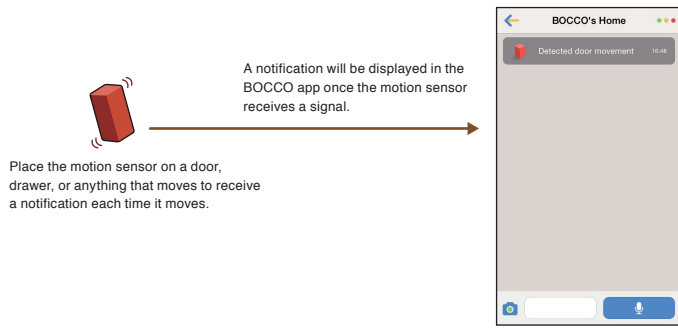 BOCCO's Home
Detected door movement 16:48
A notification will be displayed in the
BOCCO app once the motion sensor
receives a signal.
Place the motion sensor on a door,
drawer, or anything that moves to receive
a notification each time it moves.